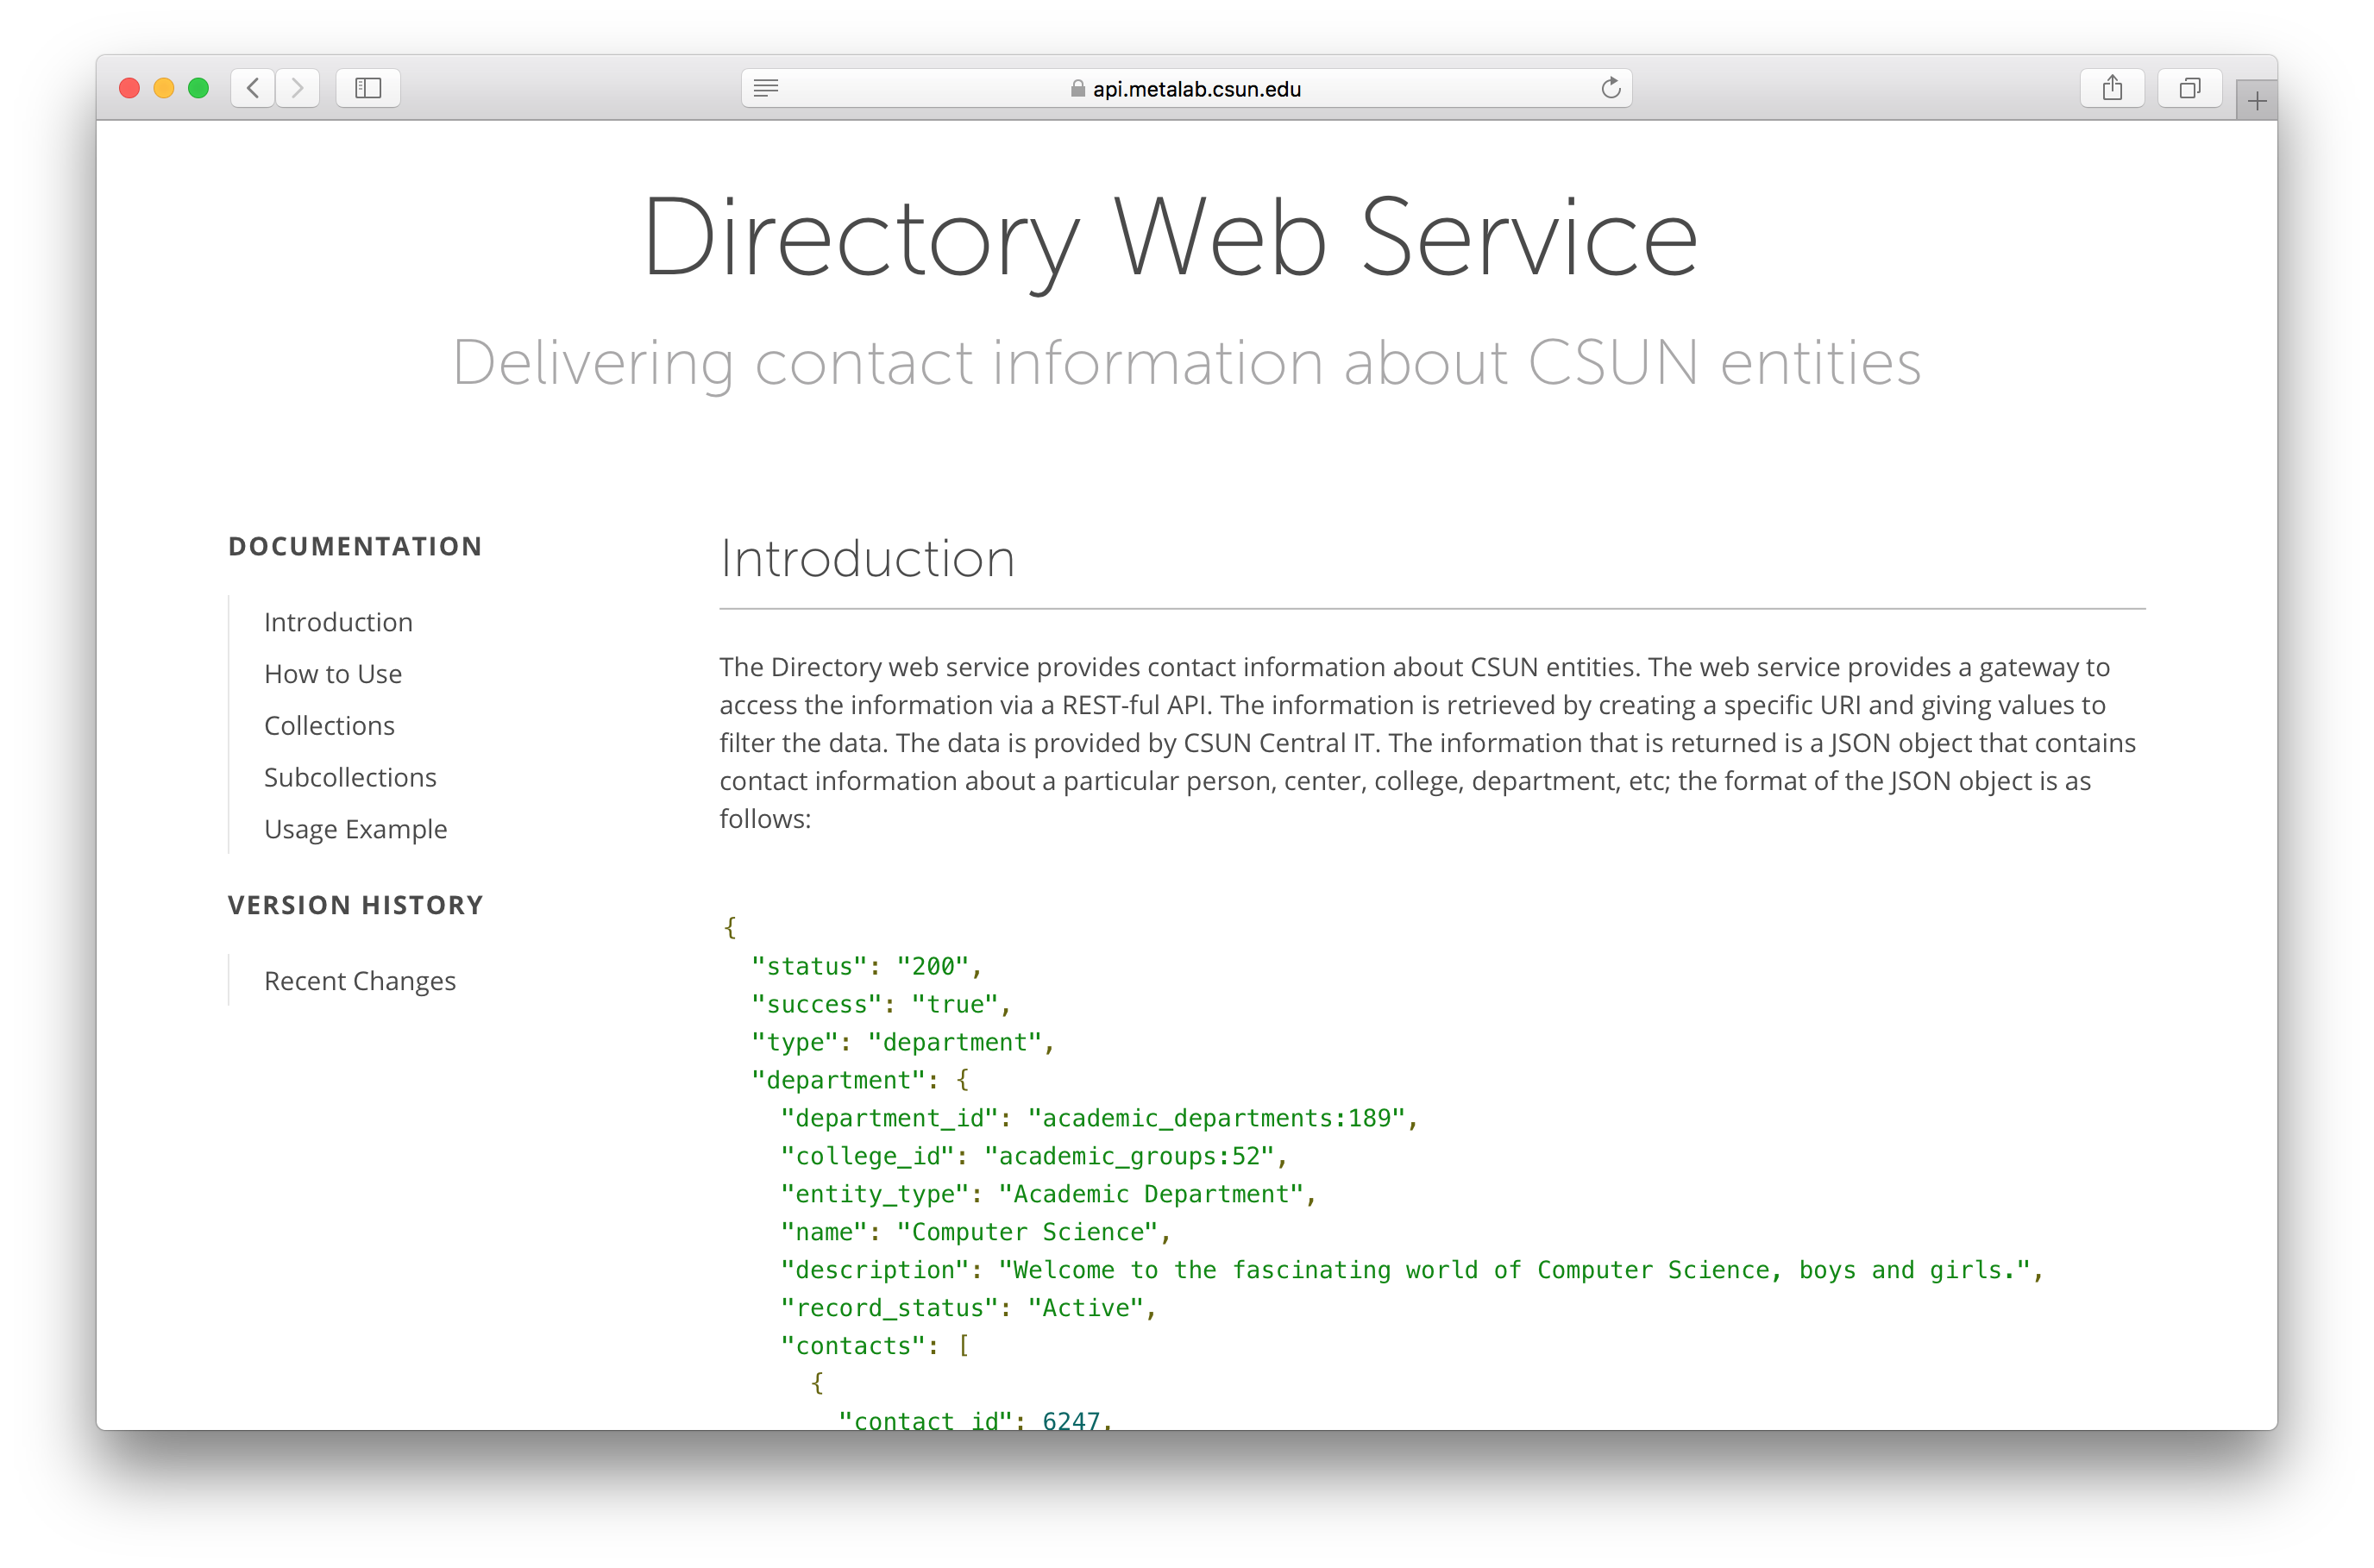 api.metalab.csun.edu
Directory Web Service
Delivering contact information about CSUN entities
DOCUMENTATION
Introduction
How to Use
Collections
Subcollections
Usage Example
VERSION HISTORY
Recent Changes
Introduction
The Directory web service provides contact information about CSUN entities. The web service provides a gateway to
access the information via a REST-ful API. The information is retrieved by creating a specific URI and giving values to
filter the data. The data is provided by CSUN Central IT. The information that is returned is a JSON object that contains
contact information about a particular person, center, college, department, etc; the format of the JSON object is as
follows:
{
  "status": "200",
  "success": "true",
  "type": "department",
  "department": {
    "department_id": "academic_departments:189",
    "college_id": "academic_groups:52",
    "entity_type": "Academic Department",
    "name": "Computer Science",
    "description": "Welcome to the fascinating world of Computer Science, boys and girls.",
    "record_status": "Active",
    "contacts": [
      {
        "contact_id": 6247,